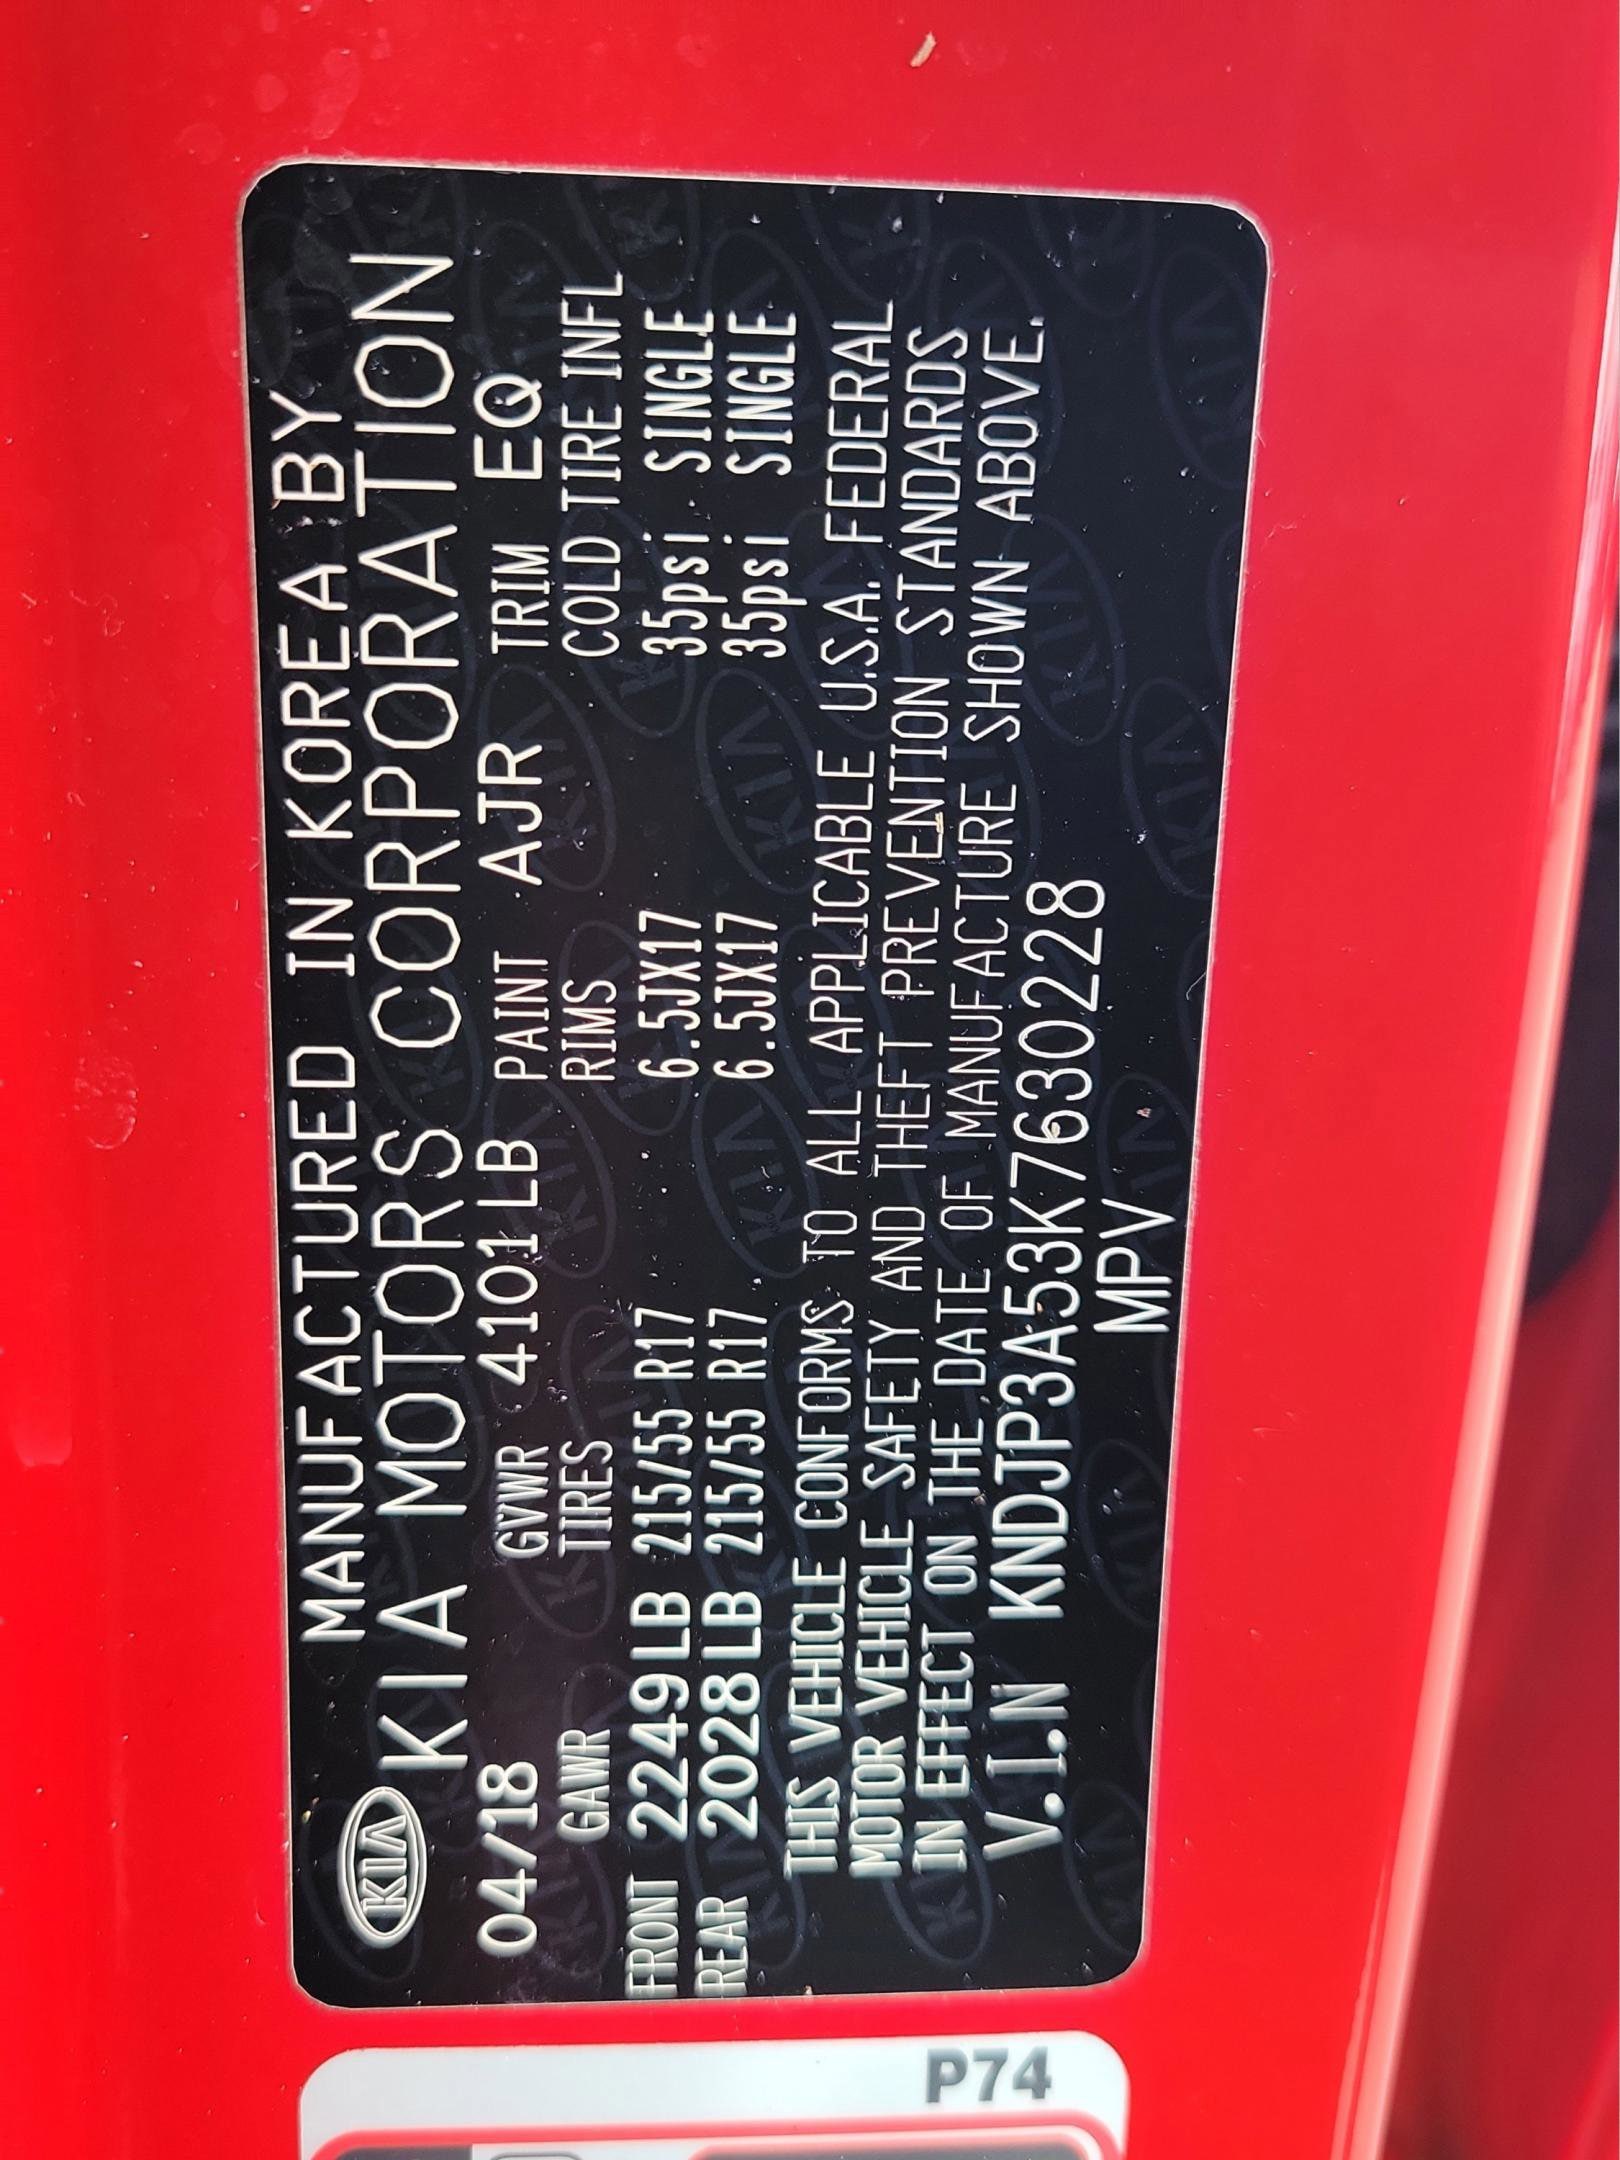 KIA MANUFACTURED IN KOREA BY
KIA MOTORS CORPORATION
04/18 GVWR 4101LB PAINT AJR TRIM EQ
GAWR TIRES RIMS COLD TIRE INFL
FRONT 2249LB 215/55 R17 6.5JX17 35psi SINGLE
REAR 2028LB 215/55 R17 6.5JX17 35psi SINGLE
THIS VEHICLE CONFORMS TO ALL APPLICABLE U.S.A. FEDERAL
MOTOR VEHICLE SAFETY AND THEFT PREVENTION STANDARDS
IN EFFECT ON THE DATE OF MANUFACTURE SHOWN ABOVE.
V.I.N KNDJP3A53K7630228
MPV
P74